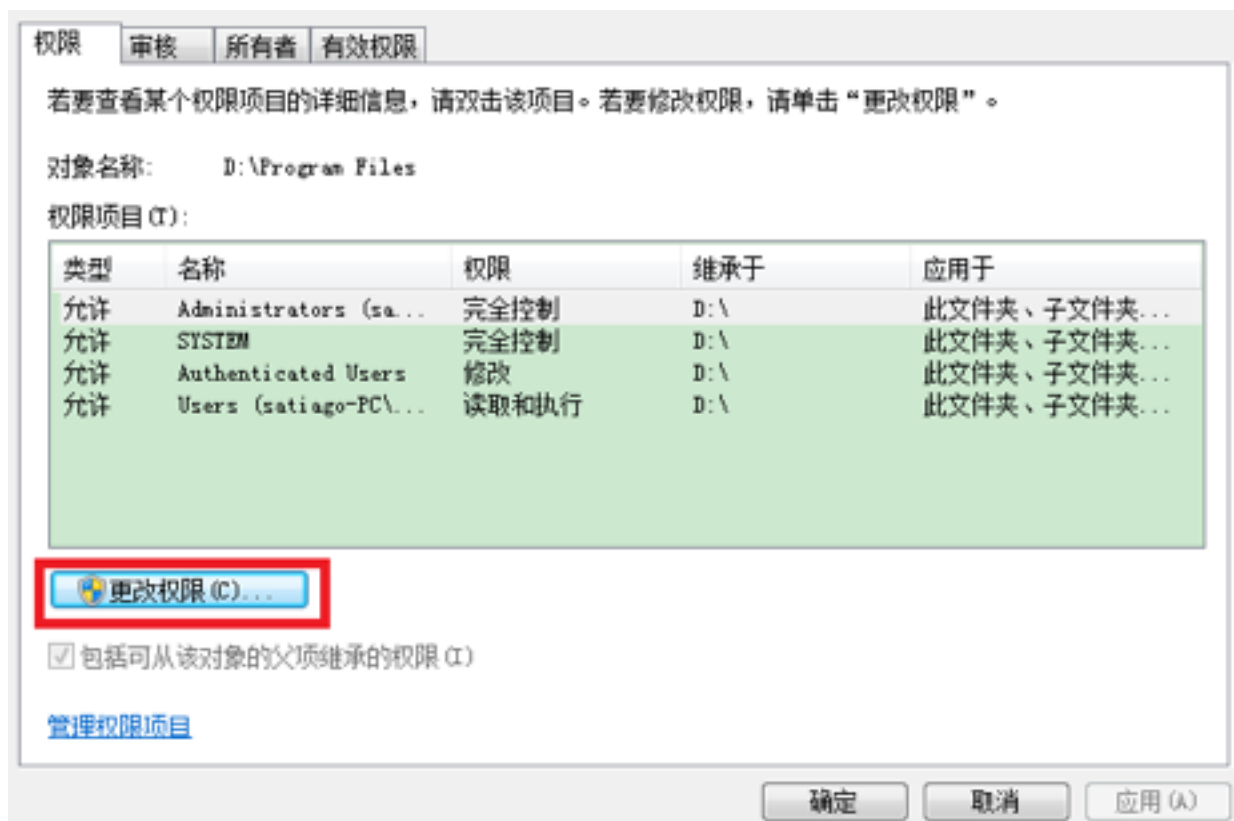 权限 审核 所有者 有效权限
若要查看某个权限项目的详细信息，请双击该项目。若要修改权限，请单击“更改权限”。
对象名称: D:\Program Files
权限项目(T):
类型 名称 权限 继承于 应用于
允许 Administrators (sa... 完全控制 D:\ 此文件夹、子文件夹...
允许 SYSTEM 完全控制 D:\ 此文件夹、子文件夹...
允许 Authenticated Users 修改 D:\ 此文件夹、子文件夹...
允许 Users (satiago-PC\... 读取和执行 D:\ 此文件夹、子文件夹...
更改权限(C)...
包括可从该对象的父项继承的权限(I)
管理权限项目
确定 取消 应用(A)